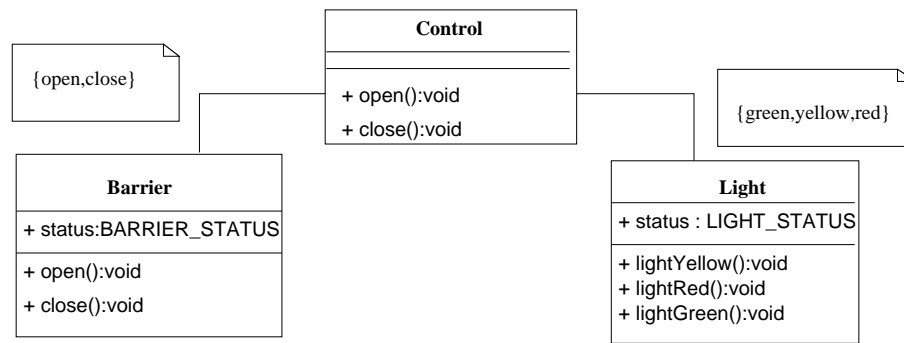 Control
+ open():void
+ close():void
{open,close}
{green,yellow,red}
Barrier
+ status:BARRIER_STATUS
+ open():void
+ close():void
Light
+ status : LIGHT_STATUS
+ lightYellow():void
+ lightRed():void
+ lightGreen():void